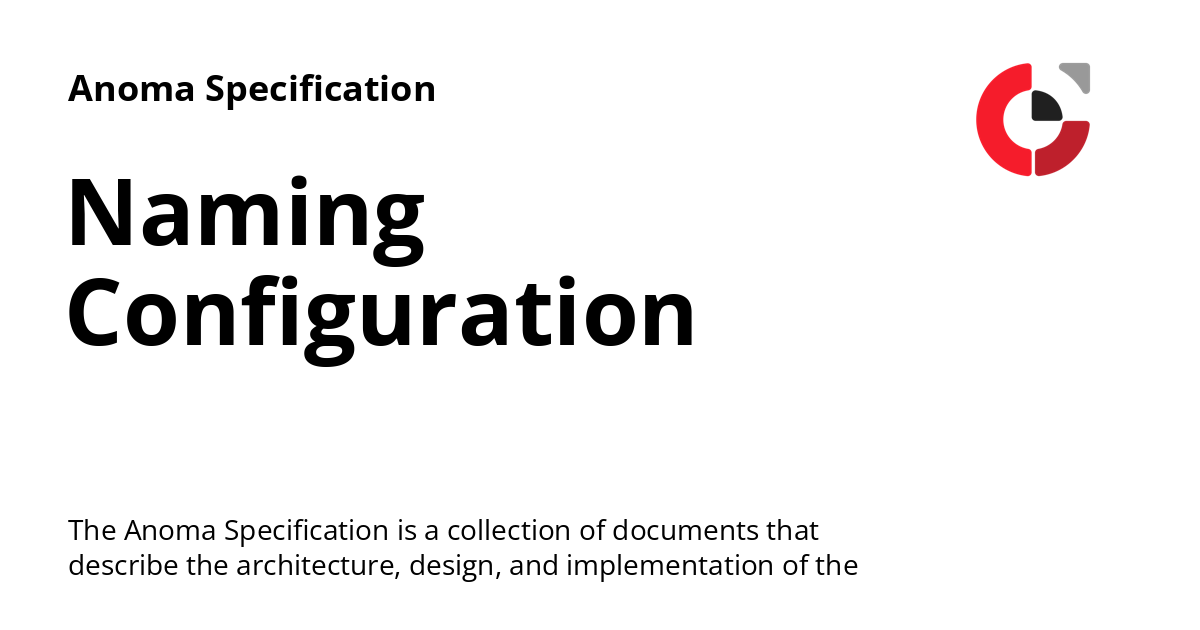 Anoma Specification
Naming
Configuration
The Anoma Specification is a collection of documents that
describe the architecture, design, and implementation of the